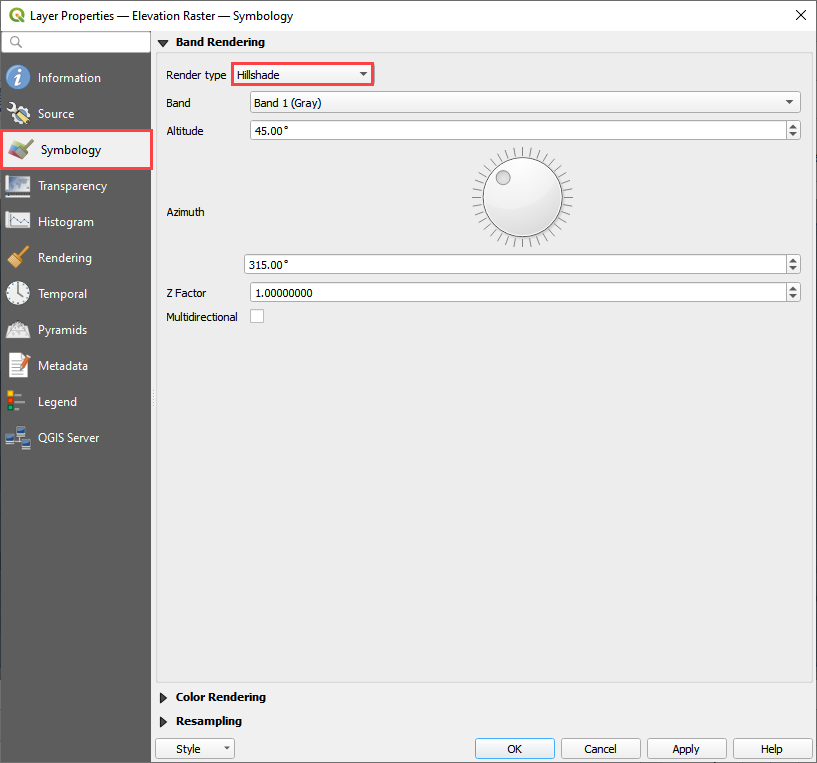 Layer Properties — Elevation Raster — Symbology
Information
Source
Symbology
Transparency
Histogram
Rendering
Temporal
Pyramids
Metadata
Legend
QGIS Server
Band Rendering
Render type Hillshade
Band Band 1 (Gray)
Altitude 45.00°
Azimuth
315.00°
Z Factor 1.00000000
Multidirectional
Color Rendering
Resampling
Style OK Cancel Apply Help